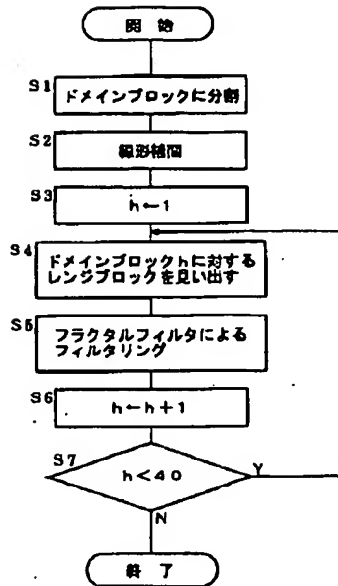 開始
S1
ドメインブロックに分割
S2
線形補間
S3
h←1
S4
ドメインブロックhに対する
レンジブロックを見い出す
S5
フラクタルフィルタによる
フィルタリング
S6
h←h+1
S7
h<40
Y
N
終了